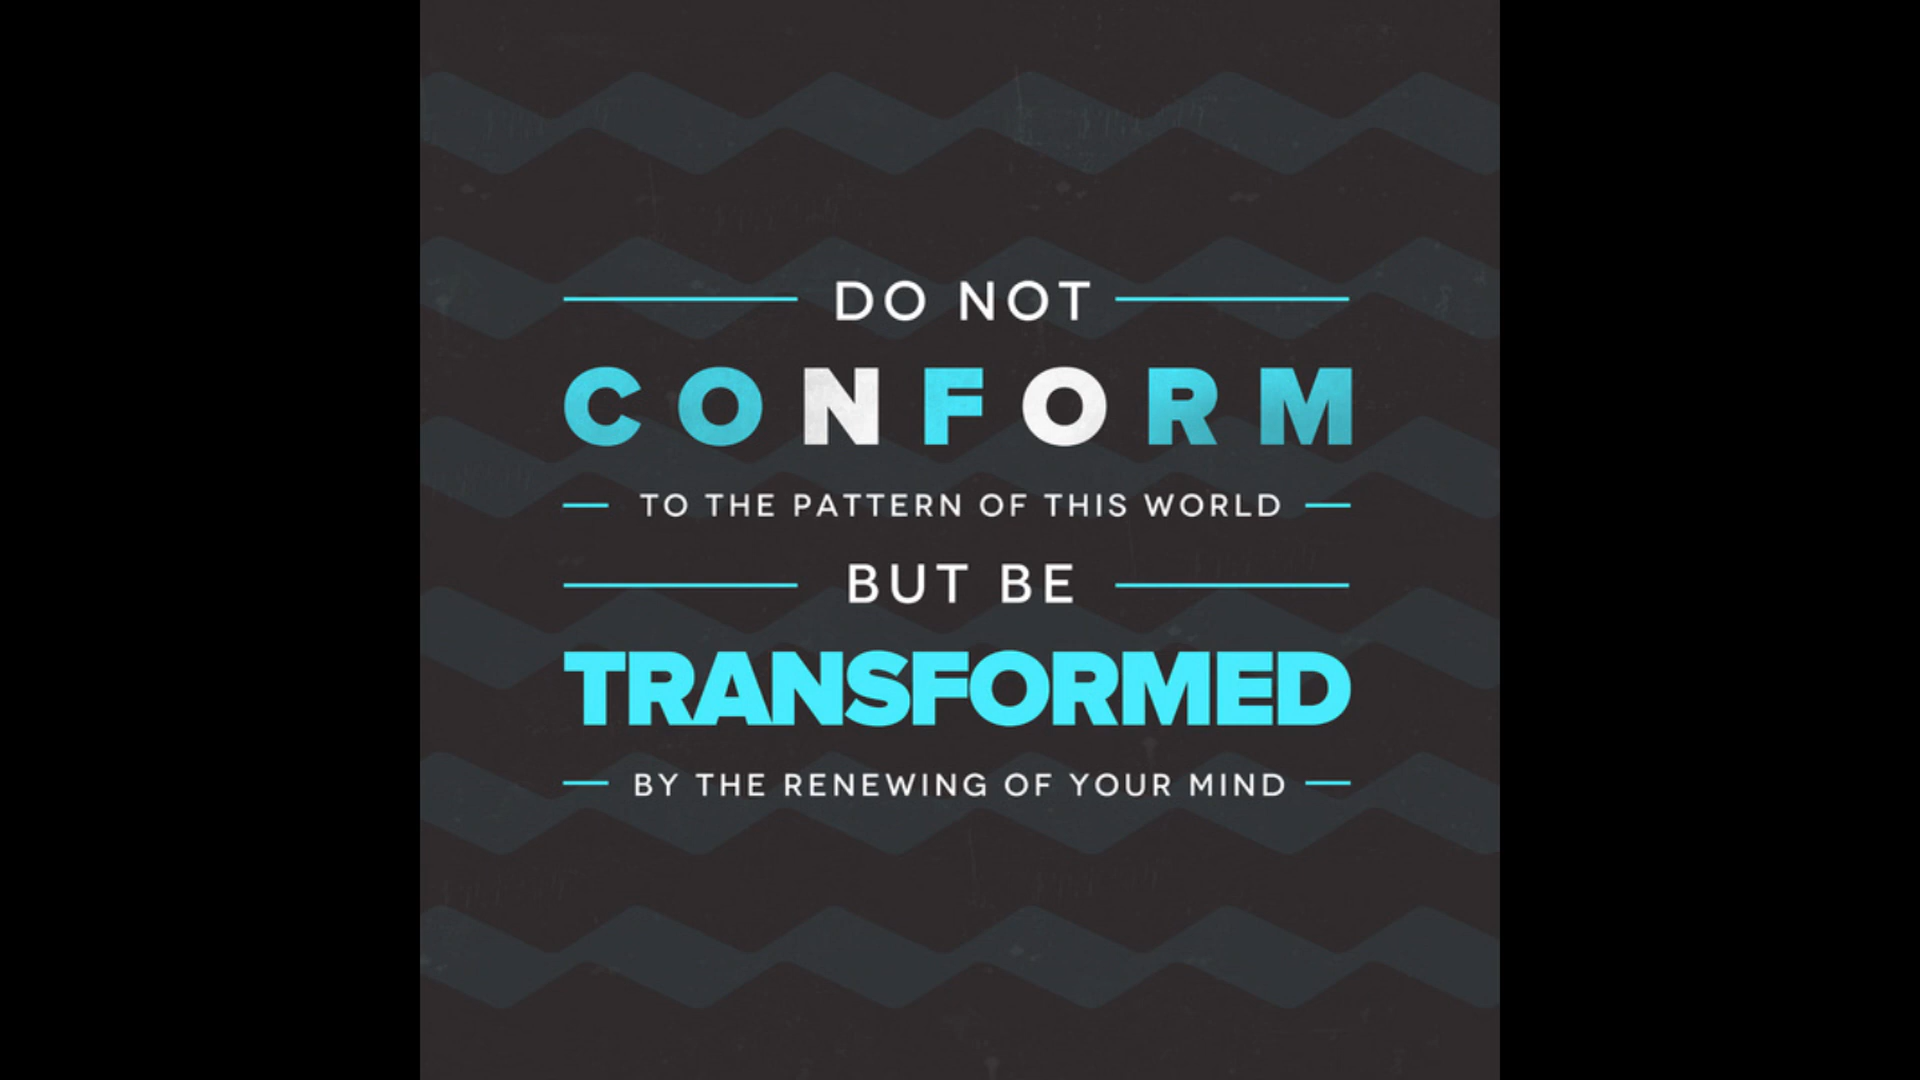 DO NOT
CONFORM
TO THE PATTERN OF THIS WORLD
BUT BE
TRANSFORMED
BY THE RENEWING OF YOUR MIND